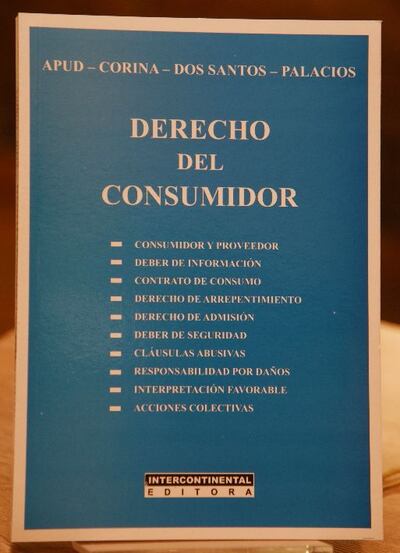 APUD – CORINA – DOS SANTOS – PALACIOS
DERECHO
DEL
CONSUMIDOR
CONSUMIDOR Y PROVEEDOR
DEBER DE INFORMACIÓN
CONTRATO DE CONSUMO
DERECHO DE ARREPENTIMIENTO
DERECHO DE ADMISIÓN
DEBER DE SEGURIDAD
CLÁUSULAS ABUSIVAS
RESPONSABILIDAD POR DAÑOS
INTERPRETACIÓN FAVORABLE
ACCIONES COLECTIVAS
INTERCONTINENTAL
EDITORA